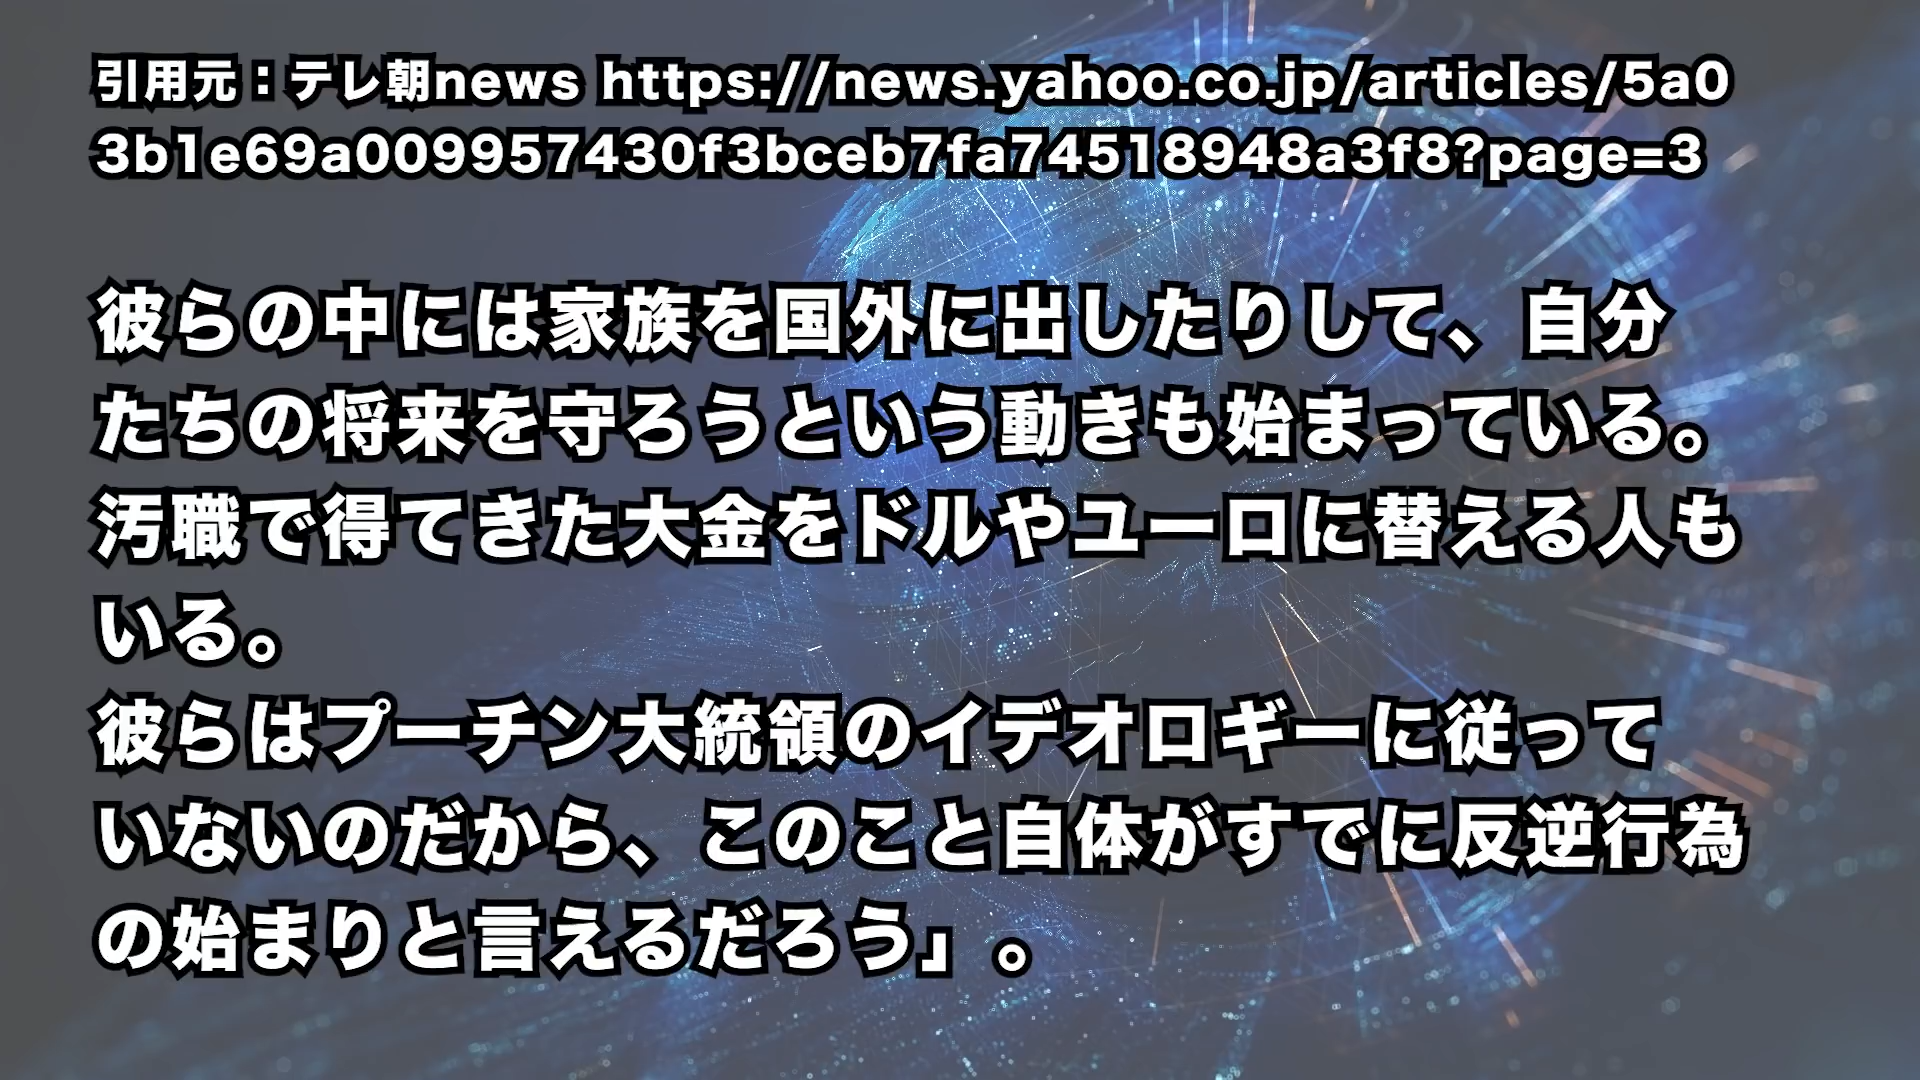 引用元：テレ朝news https://news.yahoo.co.jp/articles/5a0
3b1e69a009957430f3bceb7fa74518948a3f8?page=3
彼らの中には家族を国外に出したりして、自分
たちの将来を守ろうという動きも始まっている。
汚職で得てきた大金をドルやユーロに替える人も
いる。
彼らはプーチン大統領のイデオロギーに従って
いないのだから、このこと自体がすでに反逆行為
の始まりと言えるだろう」。